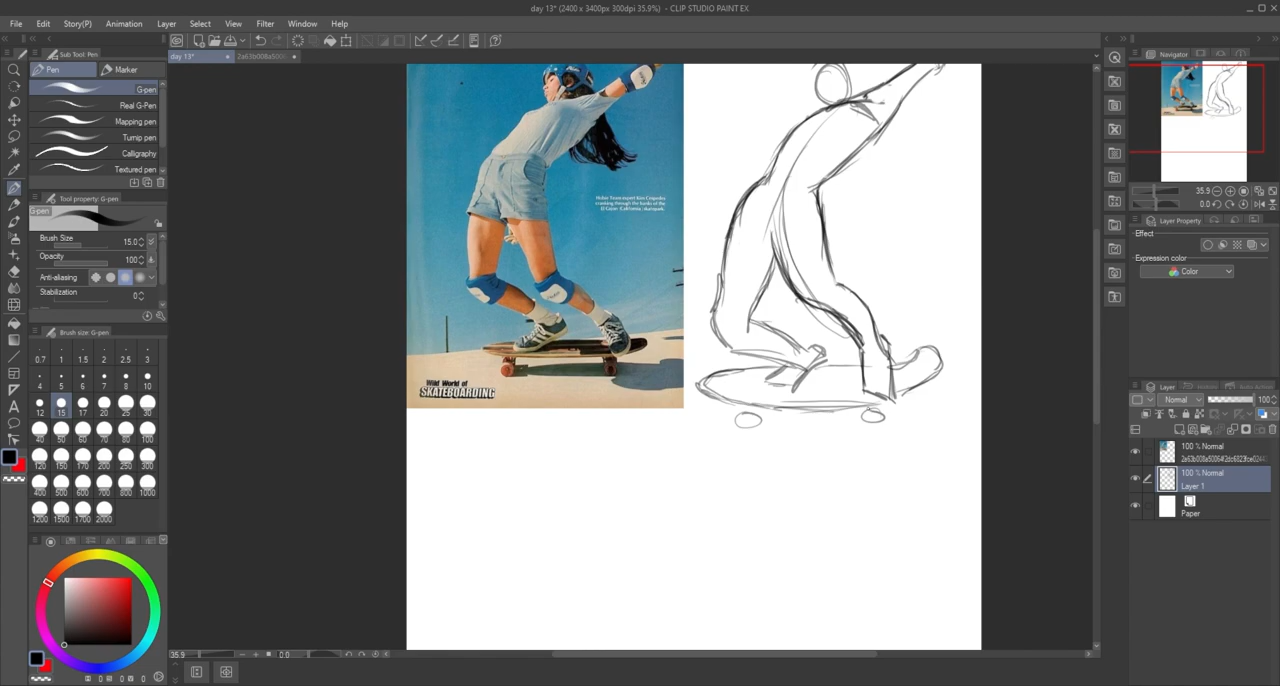 day 13* (2400 x 3400px 300dpi 35.9%) - CLIP STUDIO PAINT EX
File Edit Story(P) Animation Layer Select View Filter Window Help
Sub Tool: Pen
day 13*
2a63b008a5006
Navigator
Pen Marker
G-pen
Real G-Pen
Mapping pen
Turnip pen
Calligraphy
Textured pen
Tool property: G-pen
G-pen
Brush Size 15.0
Opacity 100
Anti-aliasing
Stabilization 0
Brush size: G-pen
0.7 1 1.5 2 2.5 3
4 5 6 7 8 10
12 15 17 20 25 30
40 50 60 70 80 100
120 150 170 200 250 300
400 500 600 700 800 1000
1200 1500 1700 2000
Wild World of
SKATEBOARDING
35.9
0.0
35.9
0.0
Layer Property
Effect
Expression color
Color
Layer
Normal 100
100 % Normal
100 % Normal
Layer 1
Paper